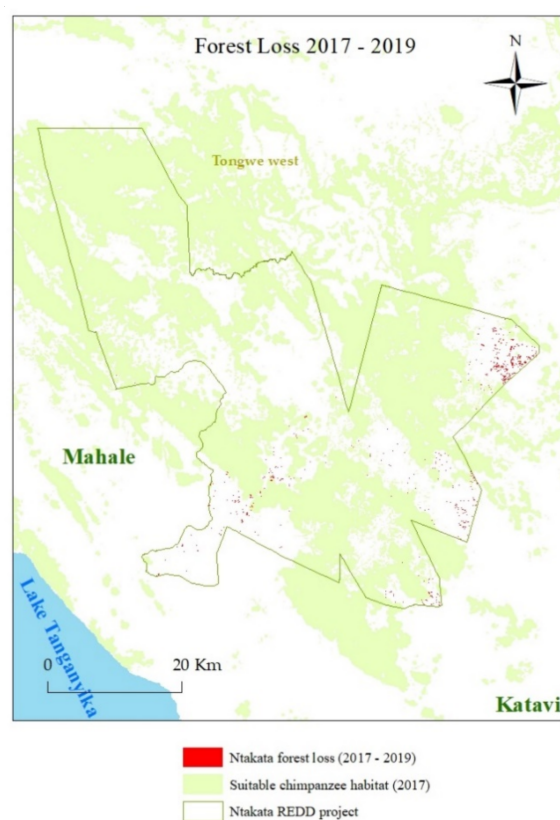 Forest Loss 2017 - 2019
N
Tongwe west
Mahale
Lake Tanganyika
0 20 Km
Katavi
Ntakata forest loss (2017 - 2019)
Suitable chimpanzee habitat (2017)
Ntakata REDD project